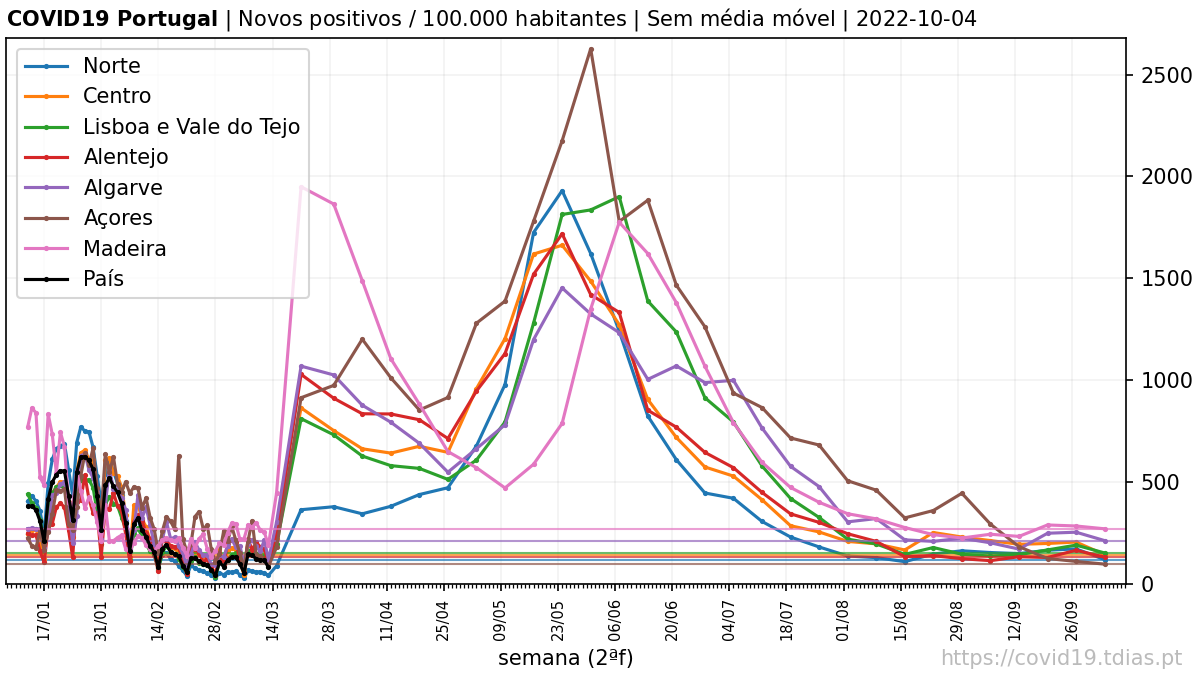 COVID19 Portugal | Novos positivos / 100.000 habitantes | Sem média móvel | 2022-10-04
Norte
Centro
Lisboa e Vale do Tejo
Alentejo
Algarve
Açores
Madeira
País
2500
2000
1500
1000
500
0
17/01
31/01
14/02
28/02
14/03
28/03
11/04
25/04
09/05
23/05
06/06
20/06
04/07
18/07
01/08
15/08
29/08
12/09
26/09
semana (2ªf)
https://covid19.tdias.pt